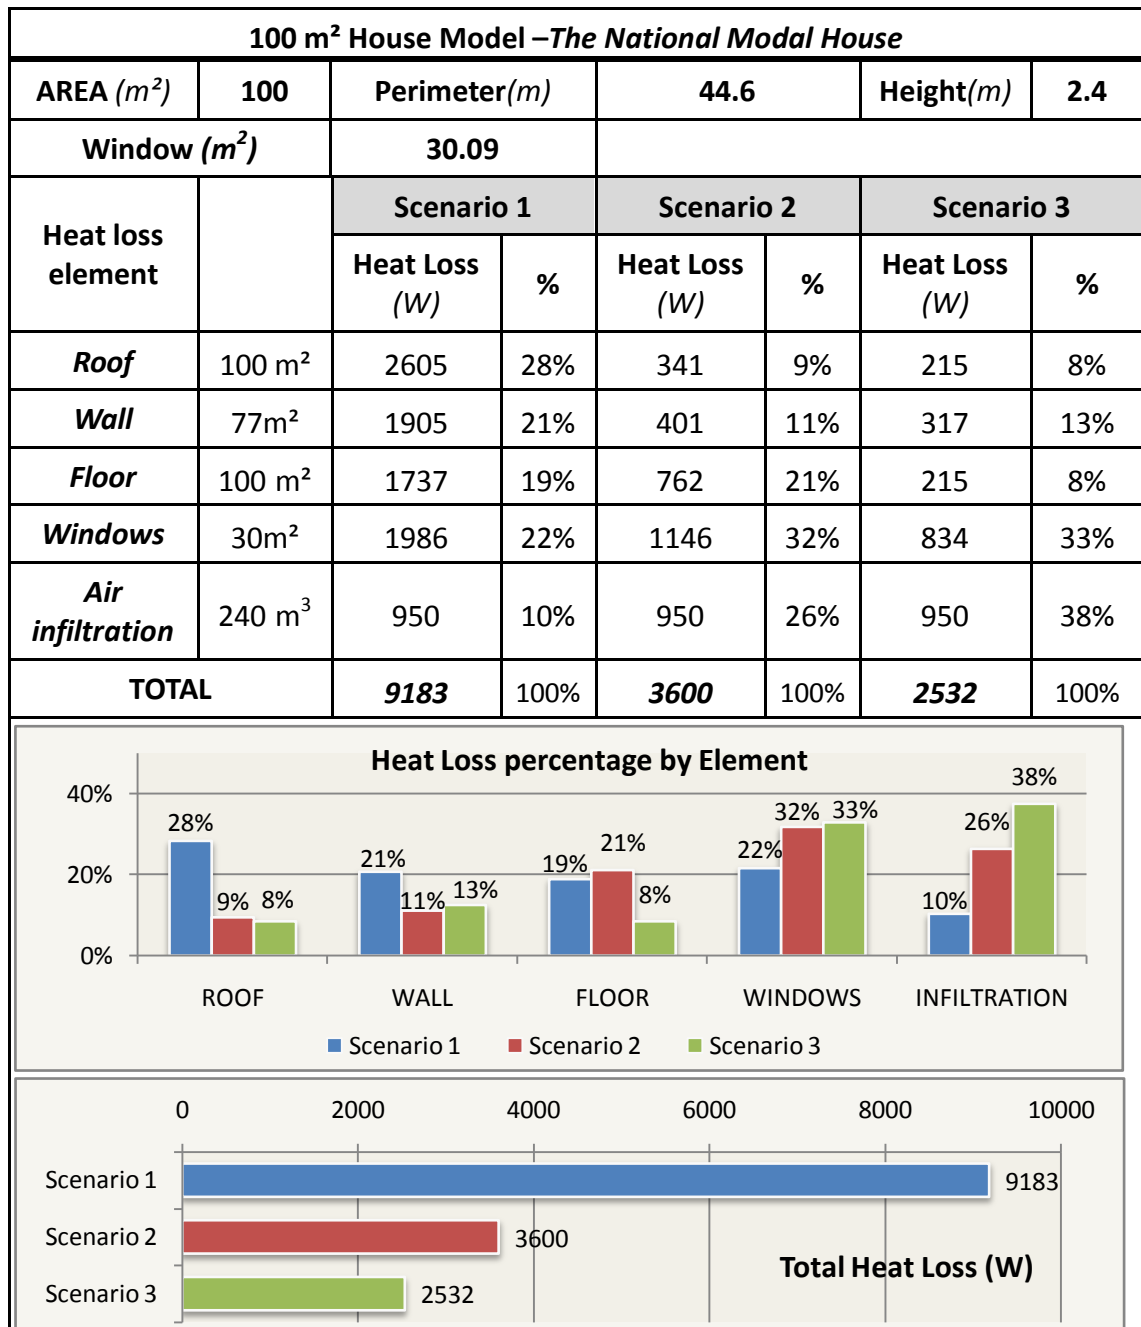 100 m² House Model –The National Modal House
AREA (m²) 100 Perimeter(m) 44.6 Height(m) 2.4
Window (m²) 30.09
Heat loss element Scenario 1 Scenario 2 Scenario 3
Heat Loss (W) % Heat Loss (W) % Heat Loss (W) %
Roof 100 m² 2605 28% 341 9% 215 8%
Wall 77m² 1905 21% 401 11% 317 13%
Floor 100 m² 1737 19% 762 21% 215 8%
Windows 30m² 1986 22% 1146 32% 834 33%
Air infiltration 240 m³ 950 10% 950 26% 950 38%
TOTAL 9183 100% 3600 100% 2532 100%
Heat Loss percentage by Element
40%
20%
0%
28% 9% 8%
21% 11% 13%
19% 21% 8%
22% 32% 33%
10% 26% 38%
ROOF WALL FLOOR WINDOWS INFILTRATION
Scenario 1 Scenario 2 Scenario 3
0 2000 4000 6000 8000 10000
Scenario 1 9183
Scenario 2 3600
Total Heat Loss (W)
Scenario 3 2532